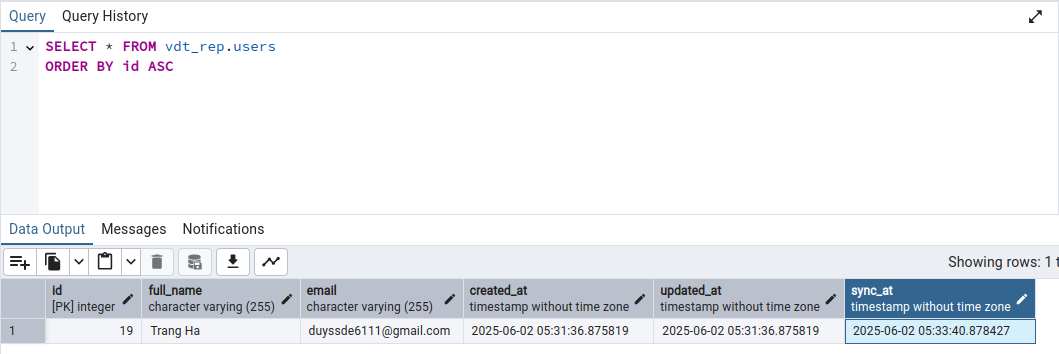 Query Query History
1 SELECT * FROM vdt_rep.users
2 ORDER BY id ASC
Data Output Messages Notifications
Showing rows: 1 t
id full_name email created_at updated_at sync_at
[PK] integer character varying (255) character varying (255) timestamp without time zone timestamp without time zone timestamp without time zone
1 19 Trang Ha duyssde6111@gmail.com 2025-06-02 05:31:36.875819 2025-06-02 05:31:36.875819 2025-06-02 05:33:40.878427